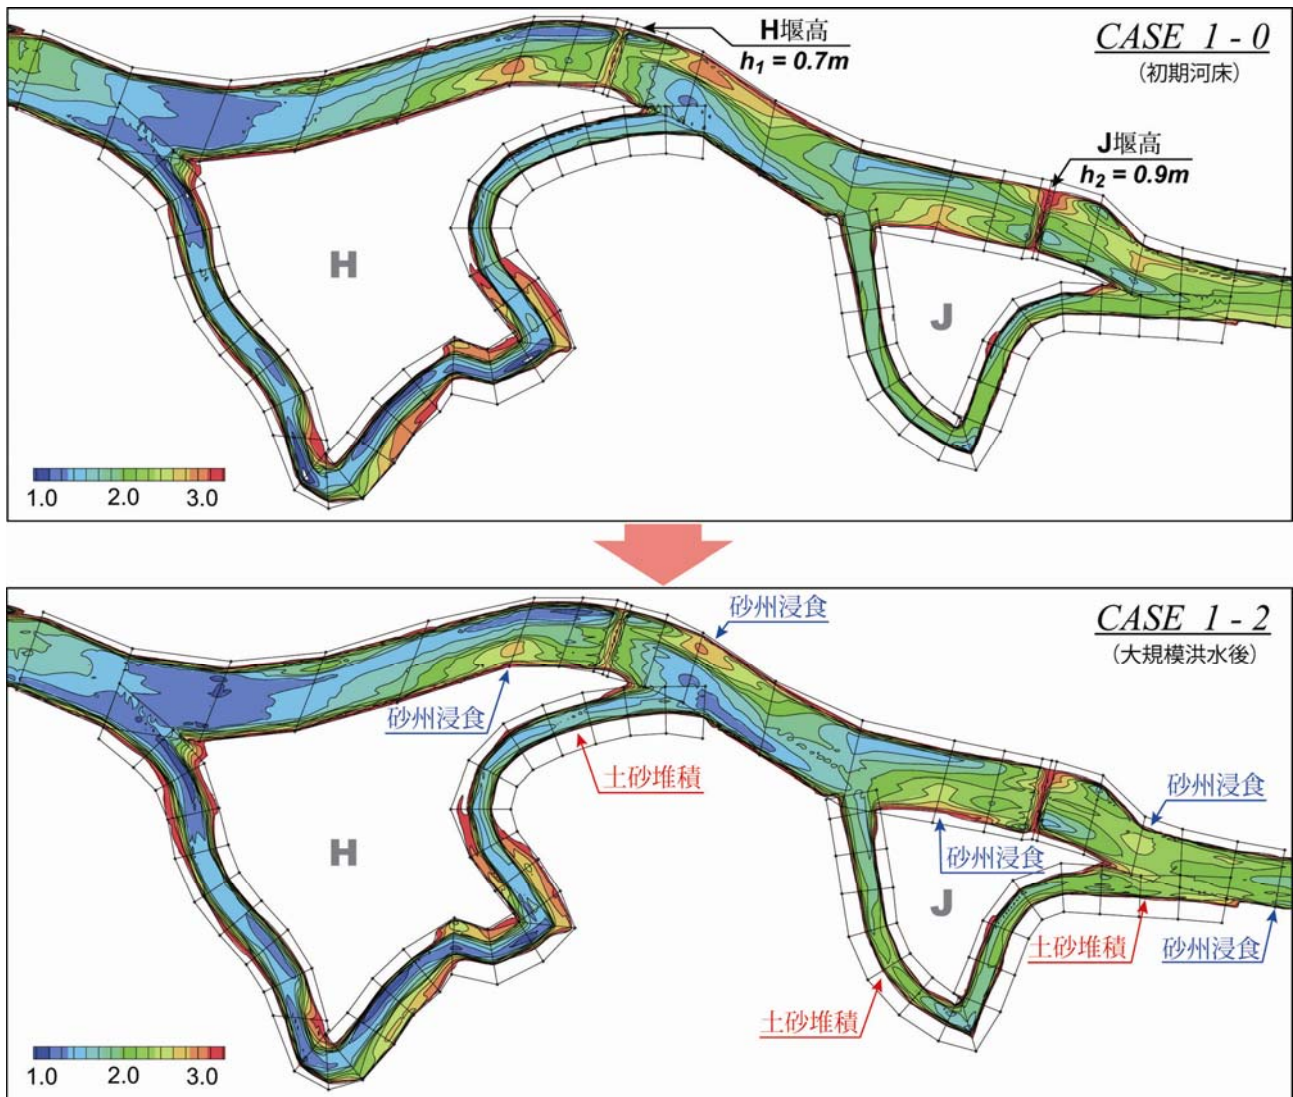 H堰高
h1 = 0.7m
CASE 1 - 0
(初期河床)
J堰高
h2 = 0.9m
H
J
1.0 2.0 3.0
砂州浸食
CASE 1 - 2
(大規模洪水後)
砂州浸食
土砂堆積
砂州浸食
砂州浸食
H
J
土砂堆積
砂州浸食
土砂堆積
1.0 2.0 3.0